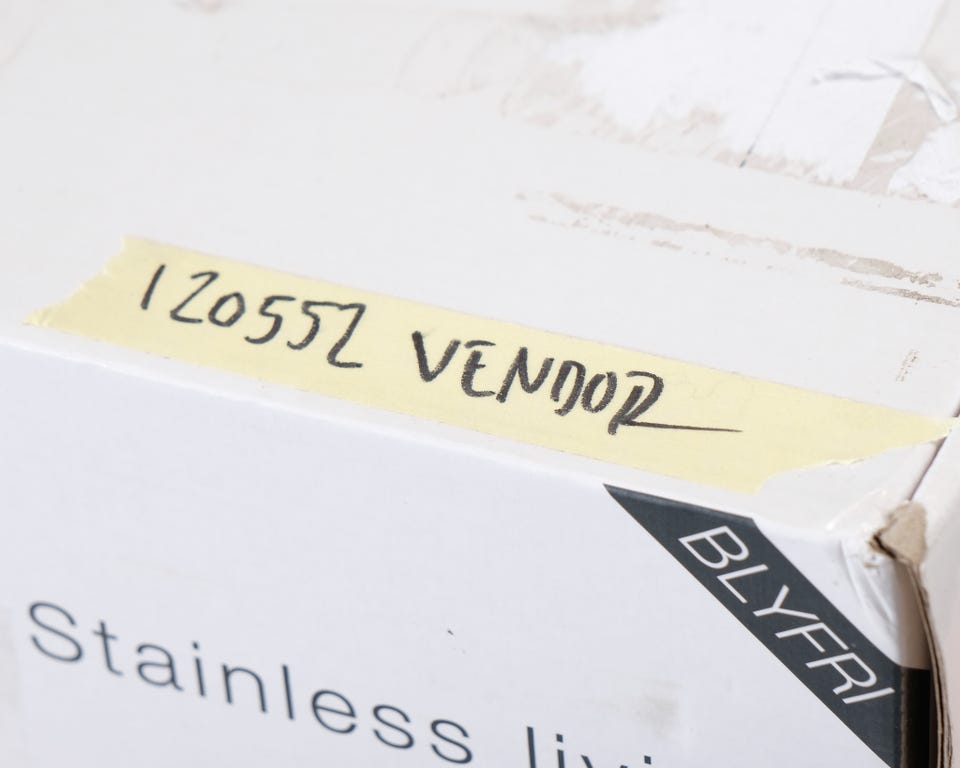 120552 VENDOR
BLYFRI
Stainless